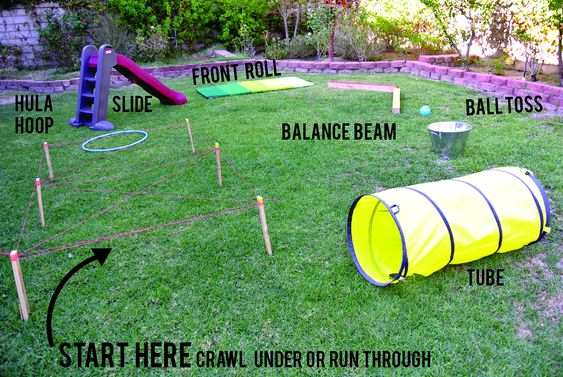 FRONT ROLL
HULA
HOOP
SLIDE
BALL TOSS
BALANCE BEAM
TUBE
START HERE CRAWL UNDER OR RUN THROUGH